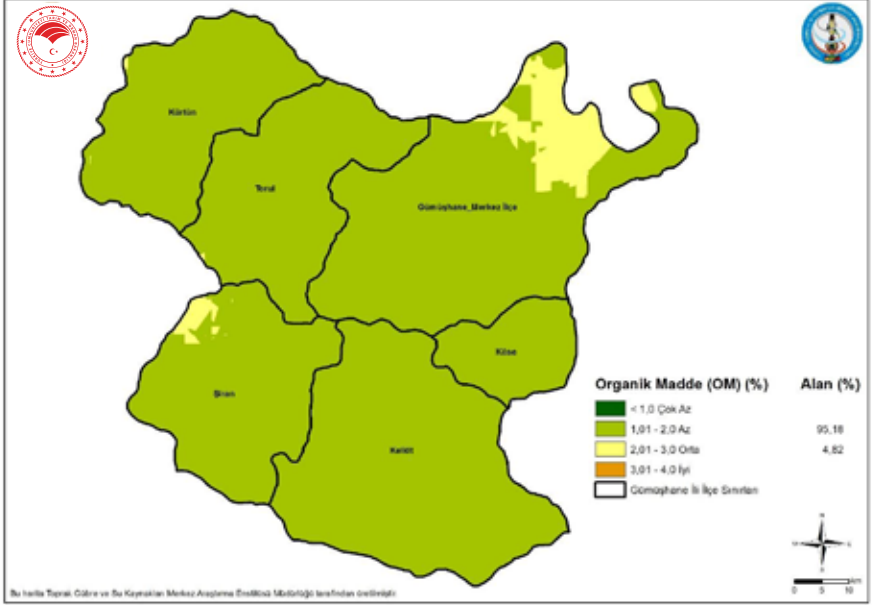 Kürtün
Torul
Gümüşhane_Merkez İlçe
Köse
Şiran
Kelkit
Organik Madde (OM) (%) Alan (%)
< 1,0 Çok Az
1,01 - 2,0 Az 95,18
2,01 - 3,0 Orta 4,82
3,01 - 4,0 İyi
Gümüşhane İli İlçe Sınırları
N
S
0 5 10
Km
Bu harita Toprak Gübre ve Su Kaynakları Merkez Araştırma Enstitüsü Müdürlüğü tarafından üretilmiştir.